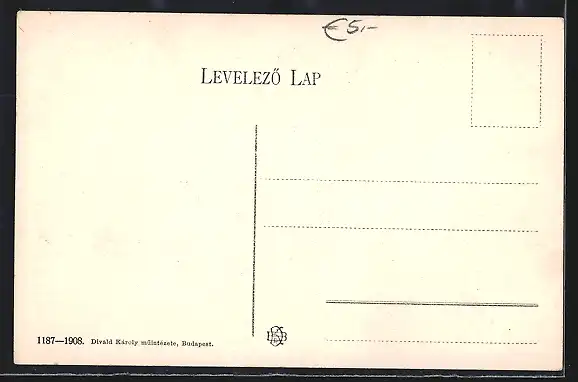 €5,-
LEVELEZŐ LAP
1187—1908. Divald Károly műintézete, Budapest.